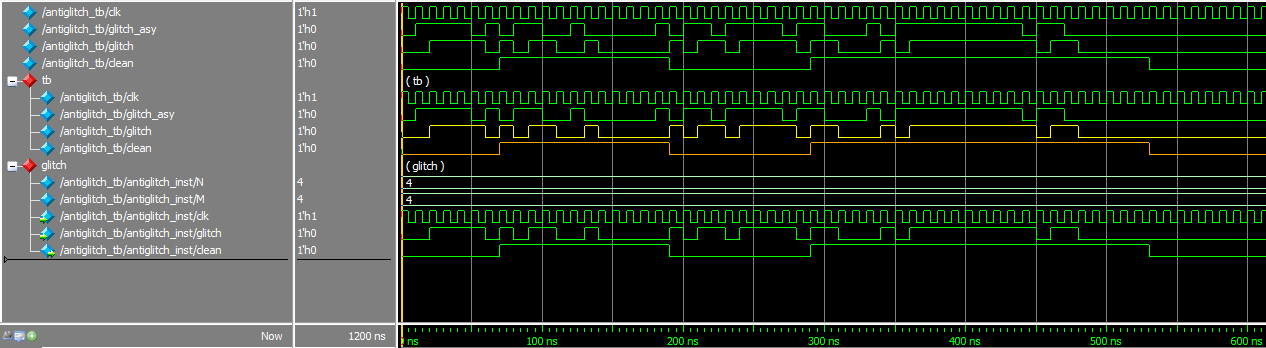 /antiglitch_tb/clk 1'h1
/antiglitch_tb/glitch_asy 1'h0
/antiglitch_tb/glitch 1'h0
/antiglitch_tb/clean 1'h0
tb ( tb )
/antiglitch_tb/clk 1'h1
/antiglitch_tb/glitch_asy 1'h0
/antiglitch_tb/glitch 1'h0
/antiglitch_tb/clean 1'h0
glitch ( glitch )
/antiglitch_tb/antiglitch_inst/N 4 4
/antiglitch_tb/antiglitch_inst/M 4 4
/antiglitch_tb/antiglitch_inst/clk 1'h1
/antiglitch_tb/antiglitch_inst/glitch 1'h0
/antiglitch_tb/antiglitch_inst/clean 1'h0
Now 1200 ns ns 100 ns 200 ns 300 ns 400 ns 500 ns 600 ns